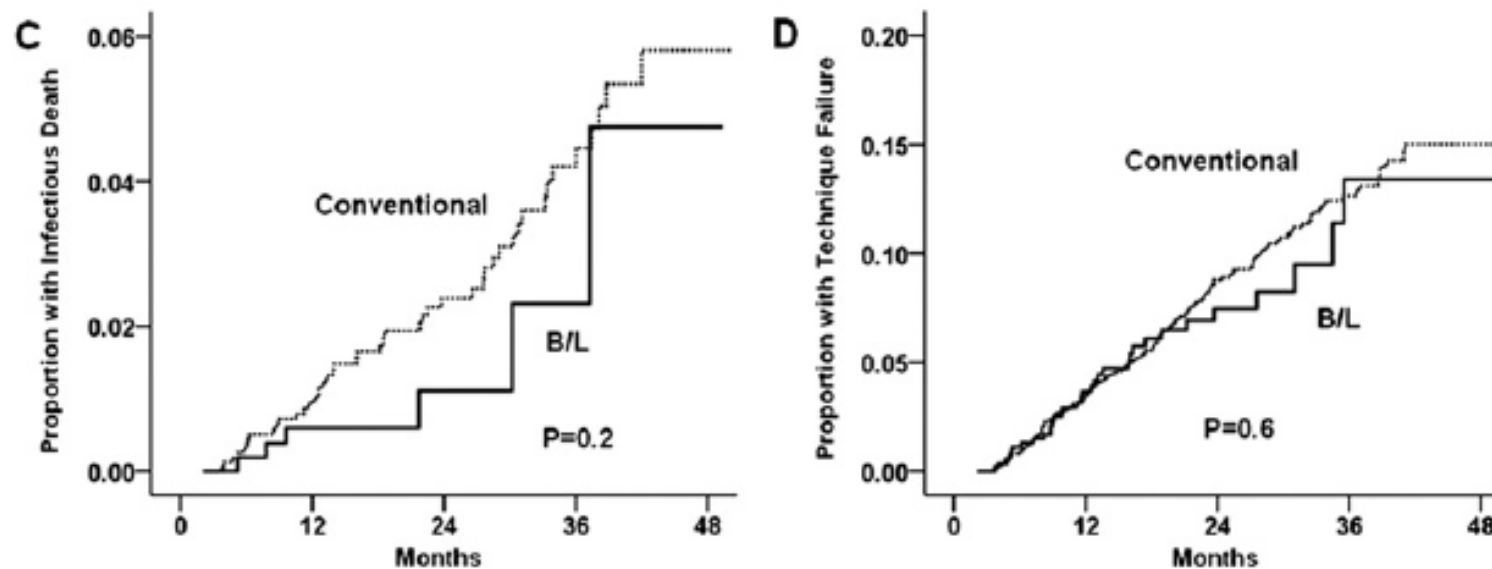 C
Proportion with Infectious Death
0.06
0.04
0.02
0.00
Conventional
B/L
P=0.2
0 12 24 36 48
Months
D
Proportion with Technique Failure
0.20
0.15
0.10
0.05
0.00
Conventional
B/L
P=0.6
0 12 24 36 48
Months